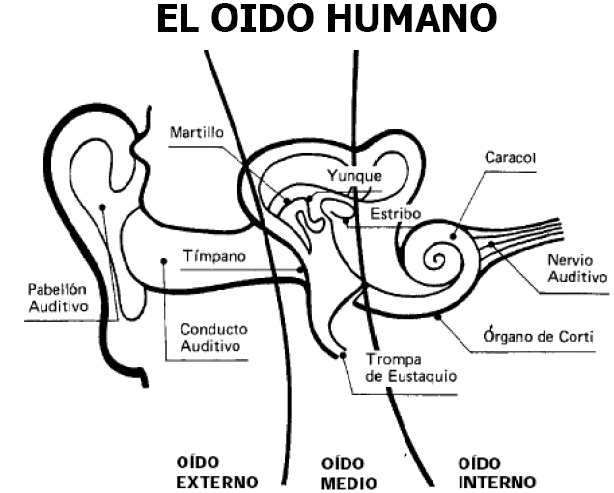 EL OIDO HUMANO
Martillo
Caracol
Yunque
Estribo
Tímpano
Nervio
Auditivo
Pabellón
Auditivo
Conducto
Auditivo
Órgano de Corti
Trompa
de Eustaquio
OÍDO
EXTERNO
OÍDO
MEDIO
OÍDO
INTERNO